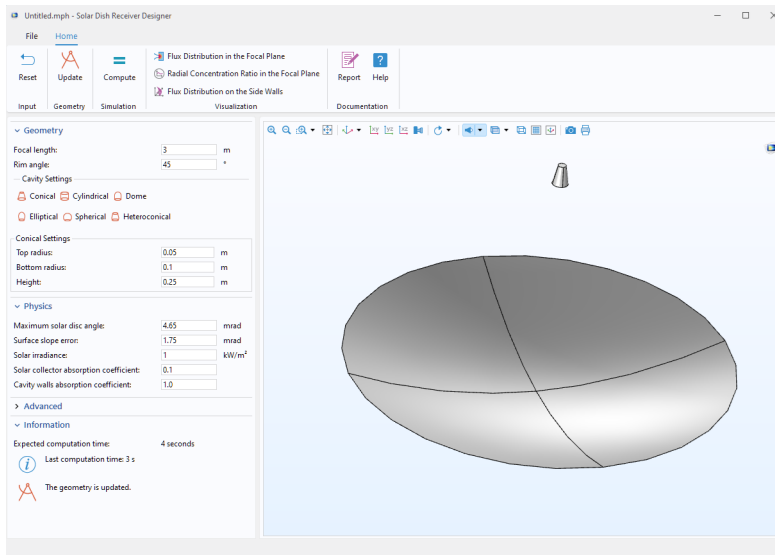 Untitled.mph - Solar Dish Receiver Designer
File Home
Reset Update Compute
Flux Distribution in the Focal Plane
Radial Concentration Ratio in the Focal Plane
Flux Distribution on the Side Walls
Report Help
Input Geometry Simulation Visualization Documentation
Geometry
Focal length: 3 m
Rim angle: 45 °
Cavity Settings
Conical Cylindrical Dome
Elliptical Spherical Heteroconical
Conical Settings
Top radius: 0.05 m
Bottom radius: 0.1 m
Height: 0.25 m
Physics
Maximum solar disc angle: 4.65 mrad
Surface slope error: 1.75 mrad
Solar irradiance: 1 kW/m²
Solar collector absorption coefficient: 0.1
Cavity walls absorption coefficient: 1.0
Advanced
Information
Expected computation time: 4 seconds
Last computation time: 3 s
The geometry is updated.
xy yz xz